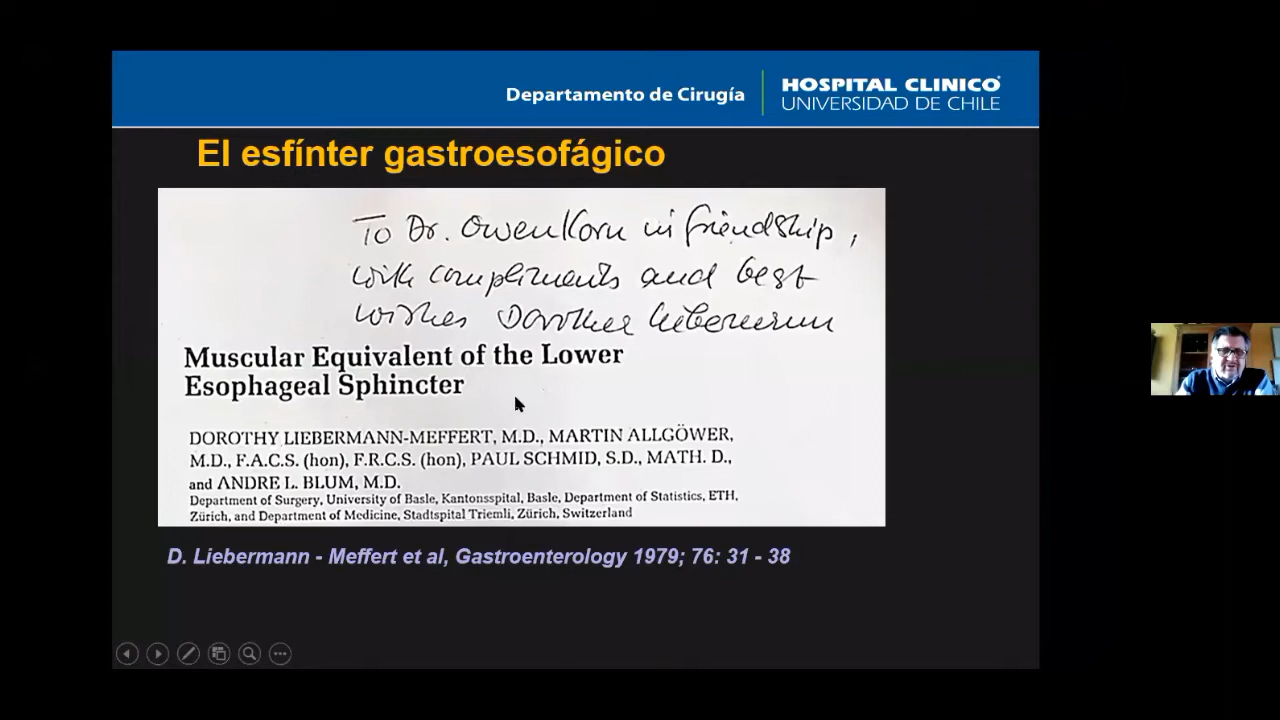 Departamento de Cirugía
HOSPITAL CLINICO
UNIVERSIDAD DE CHILE
El esfínter gastroesofágico
To Dr. Owen Korn in friendship,
with compliments and best
wishes Dorothea Liebermann
Muscular Equivalent of the Lower
Esophageal Sphincter
DOROTHY LIEBERMANN-MEFFERT, M.D., MARTIN ALLGÖWER,
M.D., F.A.C.S. (hon), F.R.C.S. (hon), PAUL SCHMID, S.D., MATH. D.,
and ANDRE L. BLUM, M.D.
Department of Surgery, University of Basle, Kantonsspital, Basle, Department of Statistics, ETH,
Zürich, and Department of Medicine, Stadtspital Triemli, Zürich, Switzerland
D. Liebermann - Meffert et al, Gastroenterology 1979; 76: 31 - 38